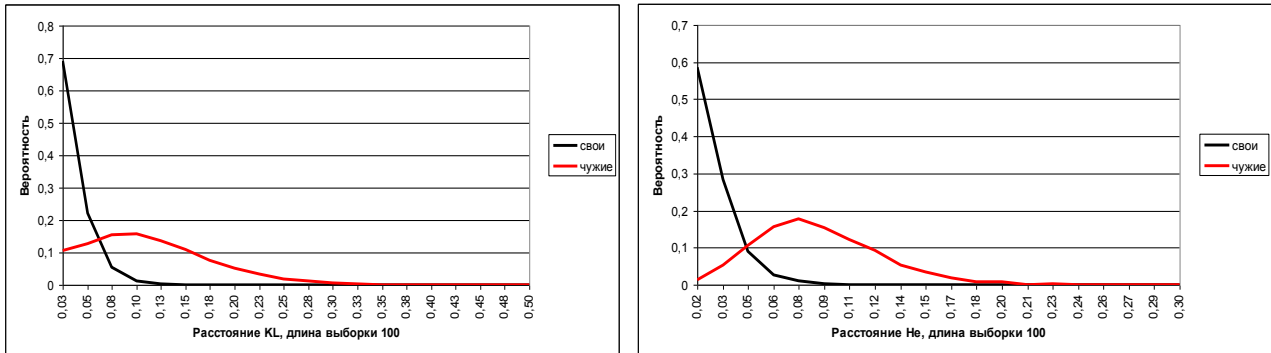 0,8
0,7
0,6
0,5
0,4
0,3
0,2
0,1
0
Вероятность
0,03 0,05 0,08 0,10 0,13 0,15 0,18 0,20 0,23 0,25 0,28 0,30 0,33 0,35 0,38 0,40 0,43 0,45 0,48 0,50
Расстояние KL, длина выборки 100
свои
чужие
0,7
0,6
0,5
0,4
0,3
0,2
0,1
0
Вероятность
0,02 0,03 0,05 0,06 0,08 0,09 0,11 0,12 0,14 0,15 0,17 0,18 0,20 0,21 0,23 0,24 0,26 0,27 0,29 0,30
Расстояние He, длина выборки 100
свои
чужие